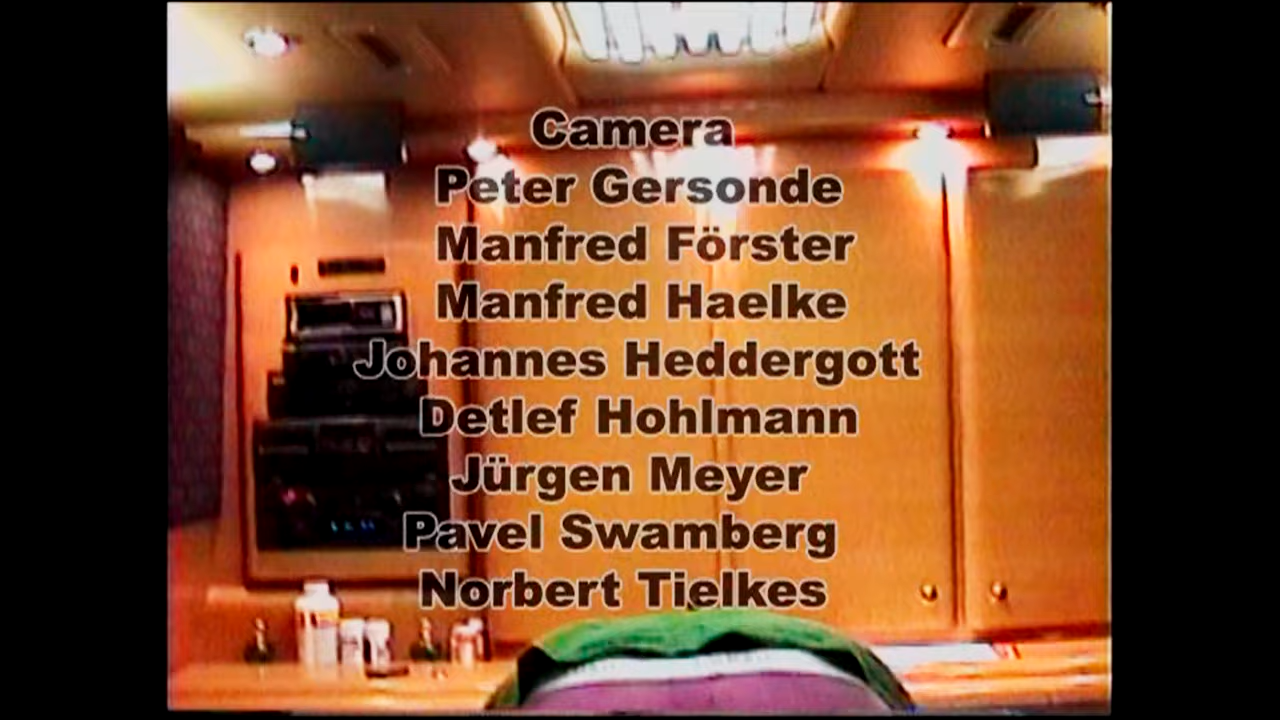 Camera
Peter Gersonde
Manfred Förster
Manfred Haelke
Johannes Heddergott
Detlef Hohlmann
Jürgen Meyer
Pavel Swamberg
Norbert Tielkes